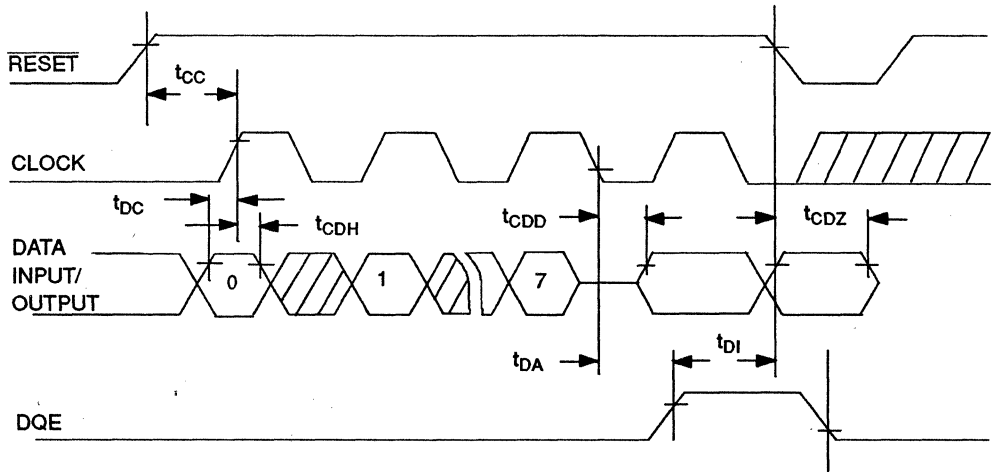 RESET
tCC
CLOCK
tDC
tCDH
tCDD
tCDZ
DATA
INPUT/
OUTPUT
0
1
7
tDA
tDI
DQE